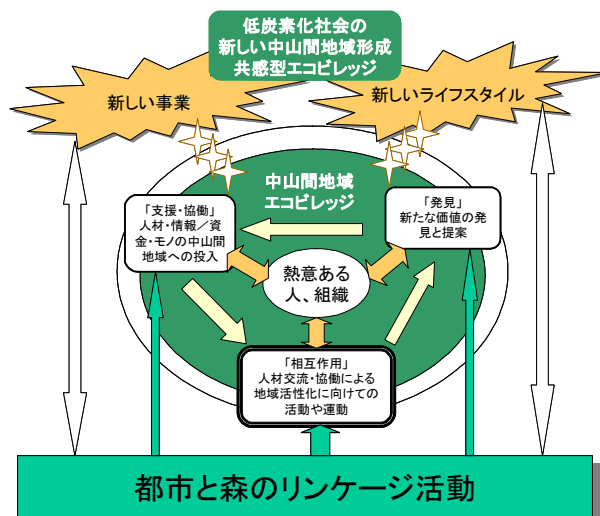 低炭素化社会の
新しい中山間地域形成
共感型エコビレッジ
新しい事業
新しいライフスタイル
中山間地域
エコビレッジ
「支援・協働」
人材・情報／資
金・モノの中山間
地域への投入
「発見」
新たな価値の発
見と提案
熱意ある
人、組織
「相互作用」
人材交流・協働による
地域活性化に向けての
活動や運動
都市と森のリンケージ活動